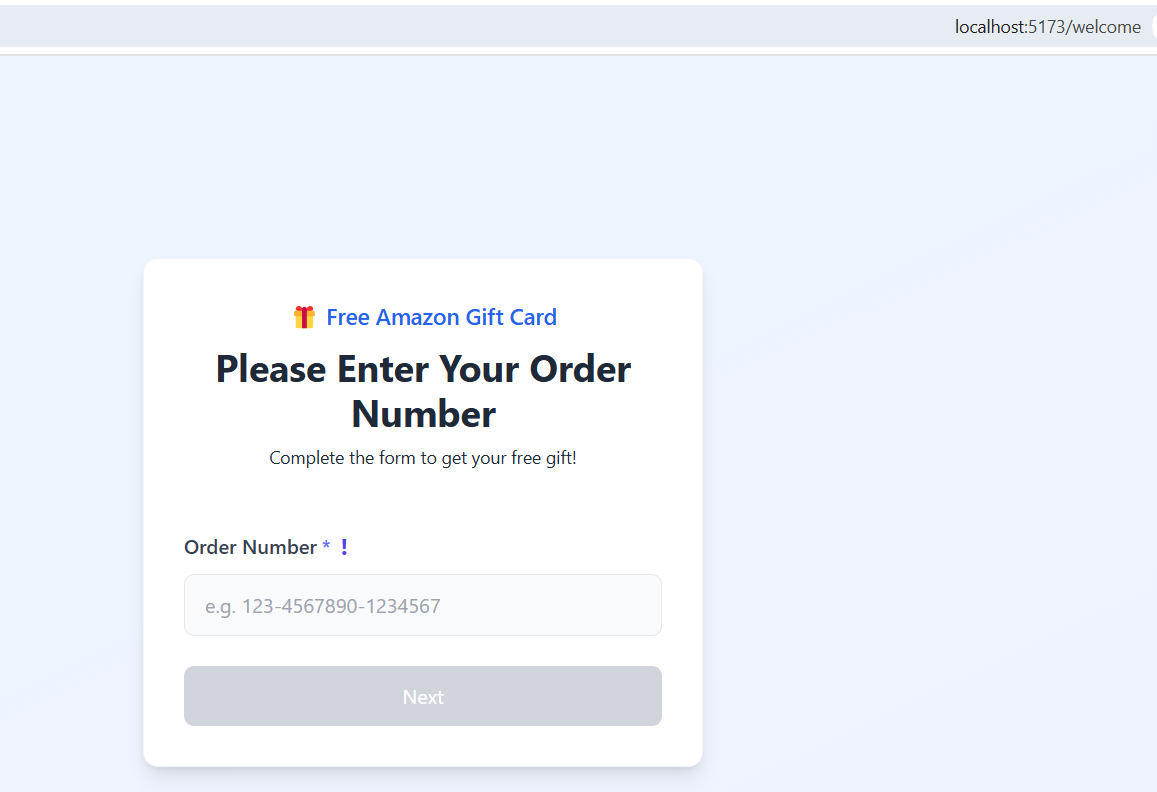 localhost:5173/welcome
🎁 Free Amazon Gift Card
Please Enter Your Order
Number
Complete the form to get your free gift!
Order Number * !
e.g. 123-4567890-1234567
Next